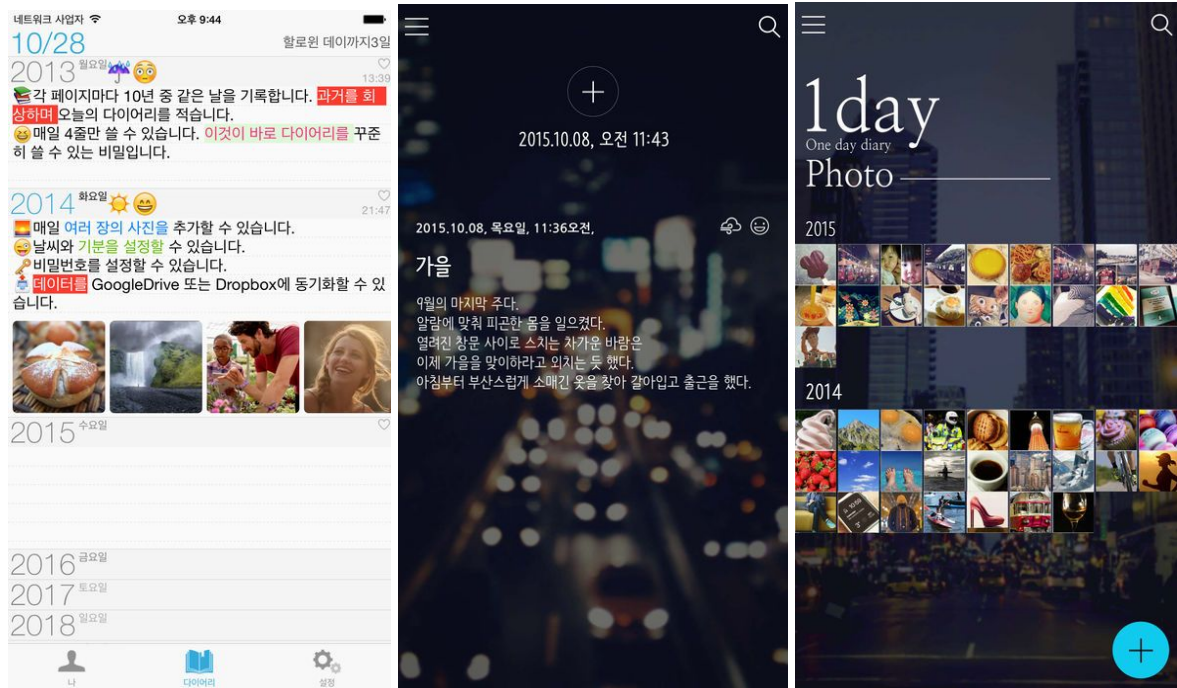 네트워크 사업자
오후 9:44
10/28
할로윈 데이까지3일
2013 월요일
13:39
각 페이지마다 10년 중 같은 날을 기록합니다. 과거를 회
상하며 오늘의 다이어리를 적습니다.
매일 4줄만 쓸 수 있습니다. 이것이 바로 다이어리를 꾸준
히 쓸 수 있는 비밀입니다.
2014 화요일
21:47
매일 여러 장의 사진을 추가할 수 있습니다.
날씨와 기분을 설정할 수 있습니다.
비밀번호를 설정할 수 있습니다.
데이터를 GoogleDrive 또는 Dropbox에 동기화할 수 있
습니다.
2015 수요일
2016 금요일
2017 토요일
2018 일요일
나
다이어리
설정
2015.10.08, 오전 11:43
2015.10.08, 목요일, 11:36오전,
가을
9월의 마지막 주다.
알람에 맞춰 피곤한 몸을 일으켰다.
열려진 창문 사이로 스치는 차가운 바람은
이제 가을을 맞이하라고 외치는 듯 했다.
아침부터 부산스럽게 소매긴 옷을 찾아 갈아입고 출근을 했다.
1day
One day diary
Photo
2015
2014